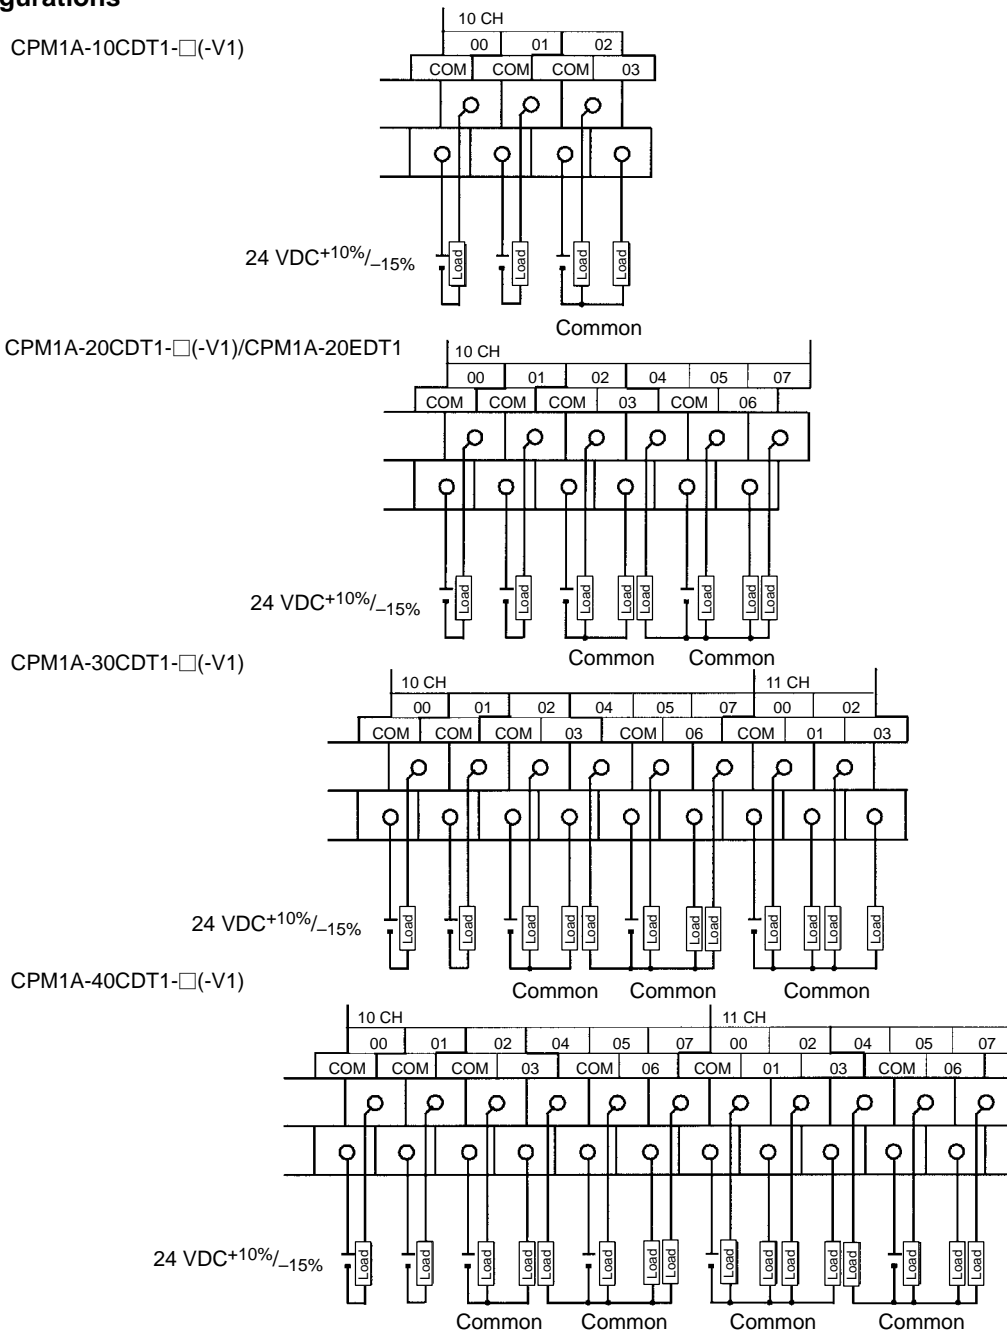 gurations
CPM1A-10CDT1-□(-V1)
10 CH
00 01 02
COM COM COM 03
24 VDC+10%/–15%
Load Load Load Load
Common
CPM1A-20CDT1-□(-V1)/CPM1A-20EDT1
10 CH
00 01 02 04 05 07
COM COM COM 03 COM 06
24 VDC+10%/–15%
Load Load Load Load Load Load Load Load
Common Common
CPM1A-30CDT1-□(-V1)
10 CH 11 CH
00 01 02 04 05 07 00 02
COM COM COM 03 COM 06 COM 01 03
24 VDC+10%/–15%
Load Load Load Load Load Load Load Load Load Load Load Load
Common Common Common
CPM1A-40CDT1-□(-V1)
10 CH 11 CH
00 01 02 04 05 07 00 02 04 05 07
COM COM COM 03 COM 06 COM 01 03 COM 06
24 VDC+10%/–15%
Load Load Load Load Load Load Load Load Load Load Load Load Load Load Load Load
Common Common Common Common